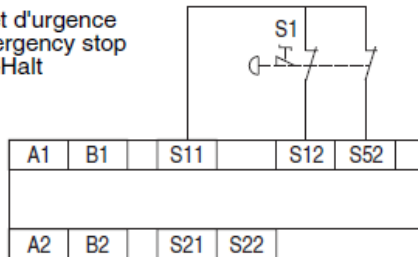 t d'urgence
ergency stop
Halt
S1
A1 B1 S11 S12 S52
A2 B2 S21 S22